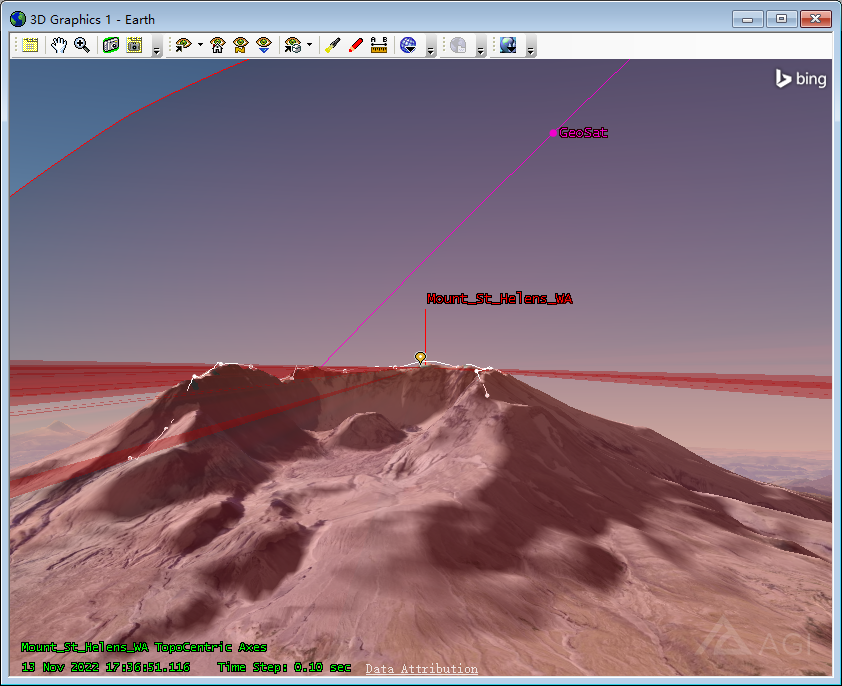 3D Graphics 1 - Earth
A B
bing
GeoSat
Mount_St_Helens_WA
Mount_St_Helens_WA TopoCentric Axes
13 Nov 2022 17:36:51.116 Time Step: 0.10 sec Data Attribution
AGI